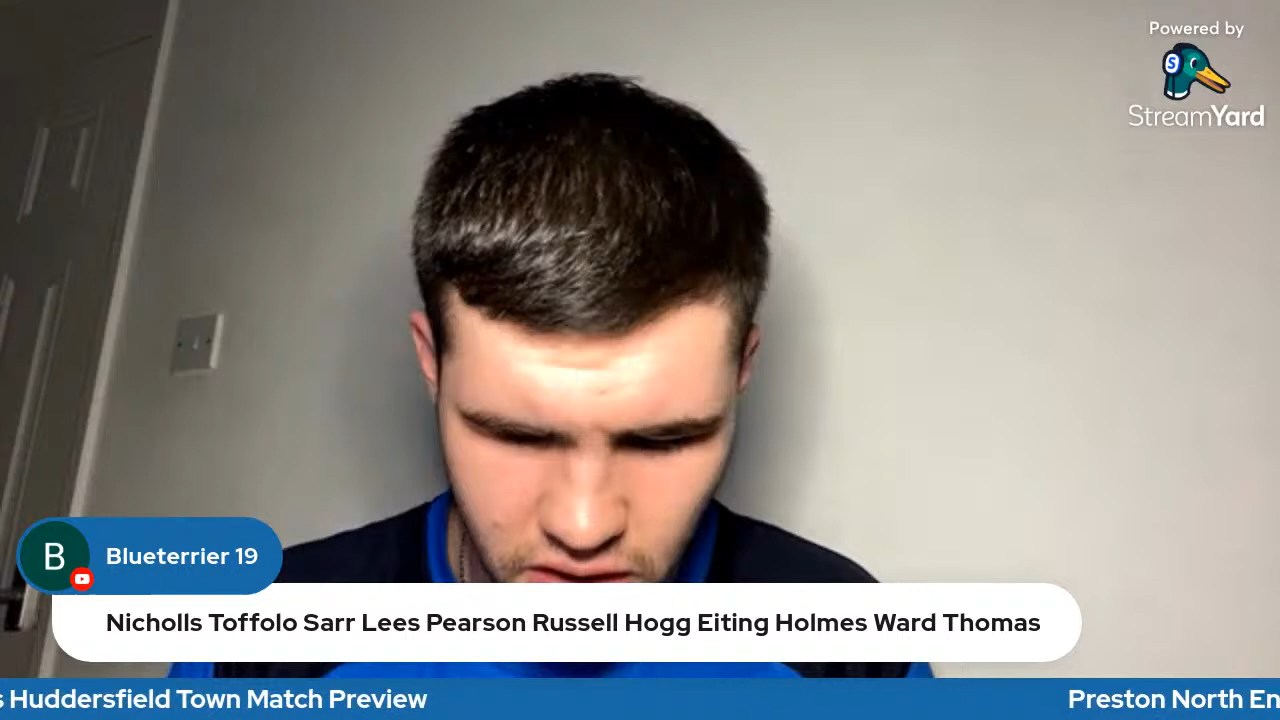 Powered by
StreamYard
B
Blueterrier 19
Nicholls Toffolo Sarr Lees Pearson Russell Hogg Eiting Holmes Ward Thomas
s Huddersfield Town Match Preview
Preston North En